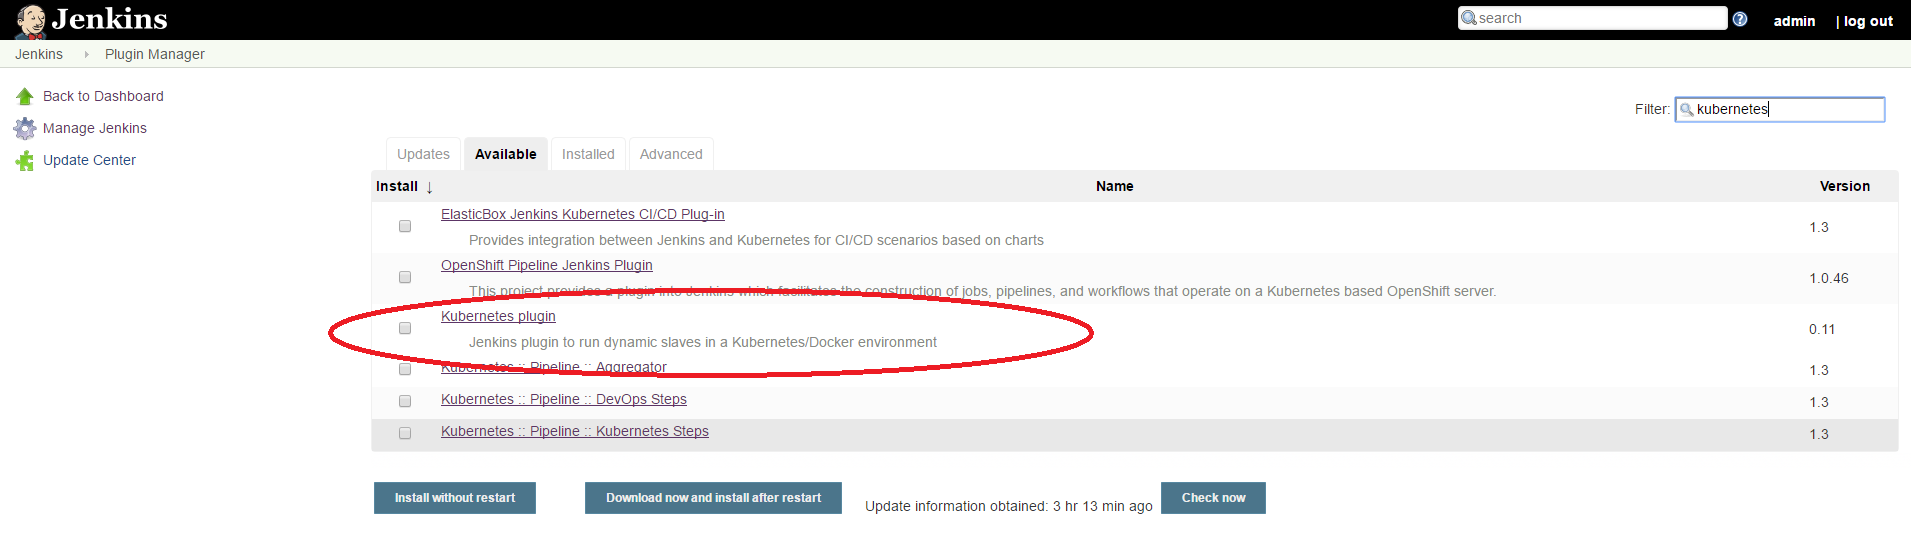 Jenkins
search
?
admin
| log out
Jenkins
Plugin Manager
Back to Dashboard
Manage Jenkins
Update Center
Filter:
kubernetes
Updates
Available
Installed
Advanced
Install ↓
Name
Version
ElasticBox Jenkins Kubernetes CI/CD Plug-in
Provides integration between Jenkins and Kubernetes for CI/CD scenarios based on charts
1.3
OpenShift Pipeline Jenkins Plugin
This project provides a plugin into Jenkins which facilitates the construction of jobs, pipelines, and workflows that operate on a Kubernetes based OpenShift server.
1.0.46
Kubernetes plugin
Jenkins plugin to run dynamic slaves in a Kubernetes/Docker environment
0.11
Kubernetes :: Pipeline :: Aggregator
1.3
Kubernetes :: Pipeline :: DevOps Steps
1.3
Kubernetes :: Pipeline :: Kubernetes Steps
1.3
Install without restart
Download now and install after restart
Update information obtained: 3 hr 13 min ago
Check now